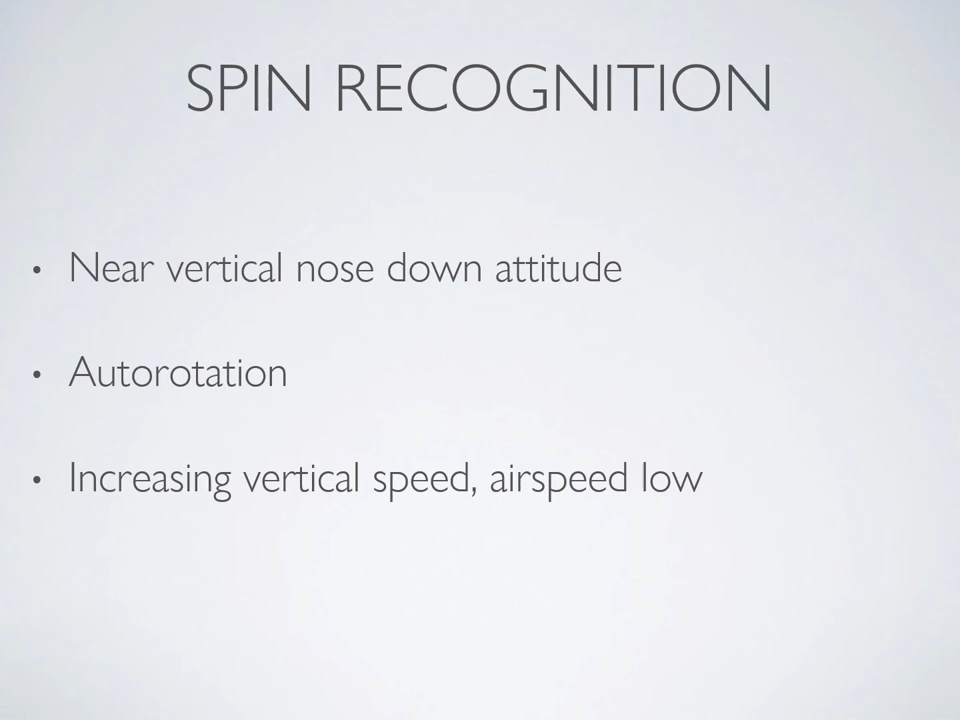 SPIN RECOGNITION
• Near vertical nose down attitude
• Autorotation
• Increasing vertical speed, airspeed low